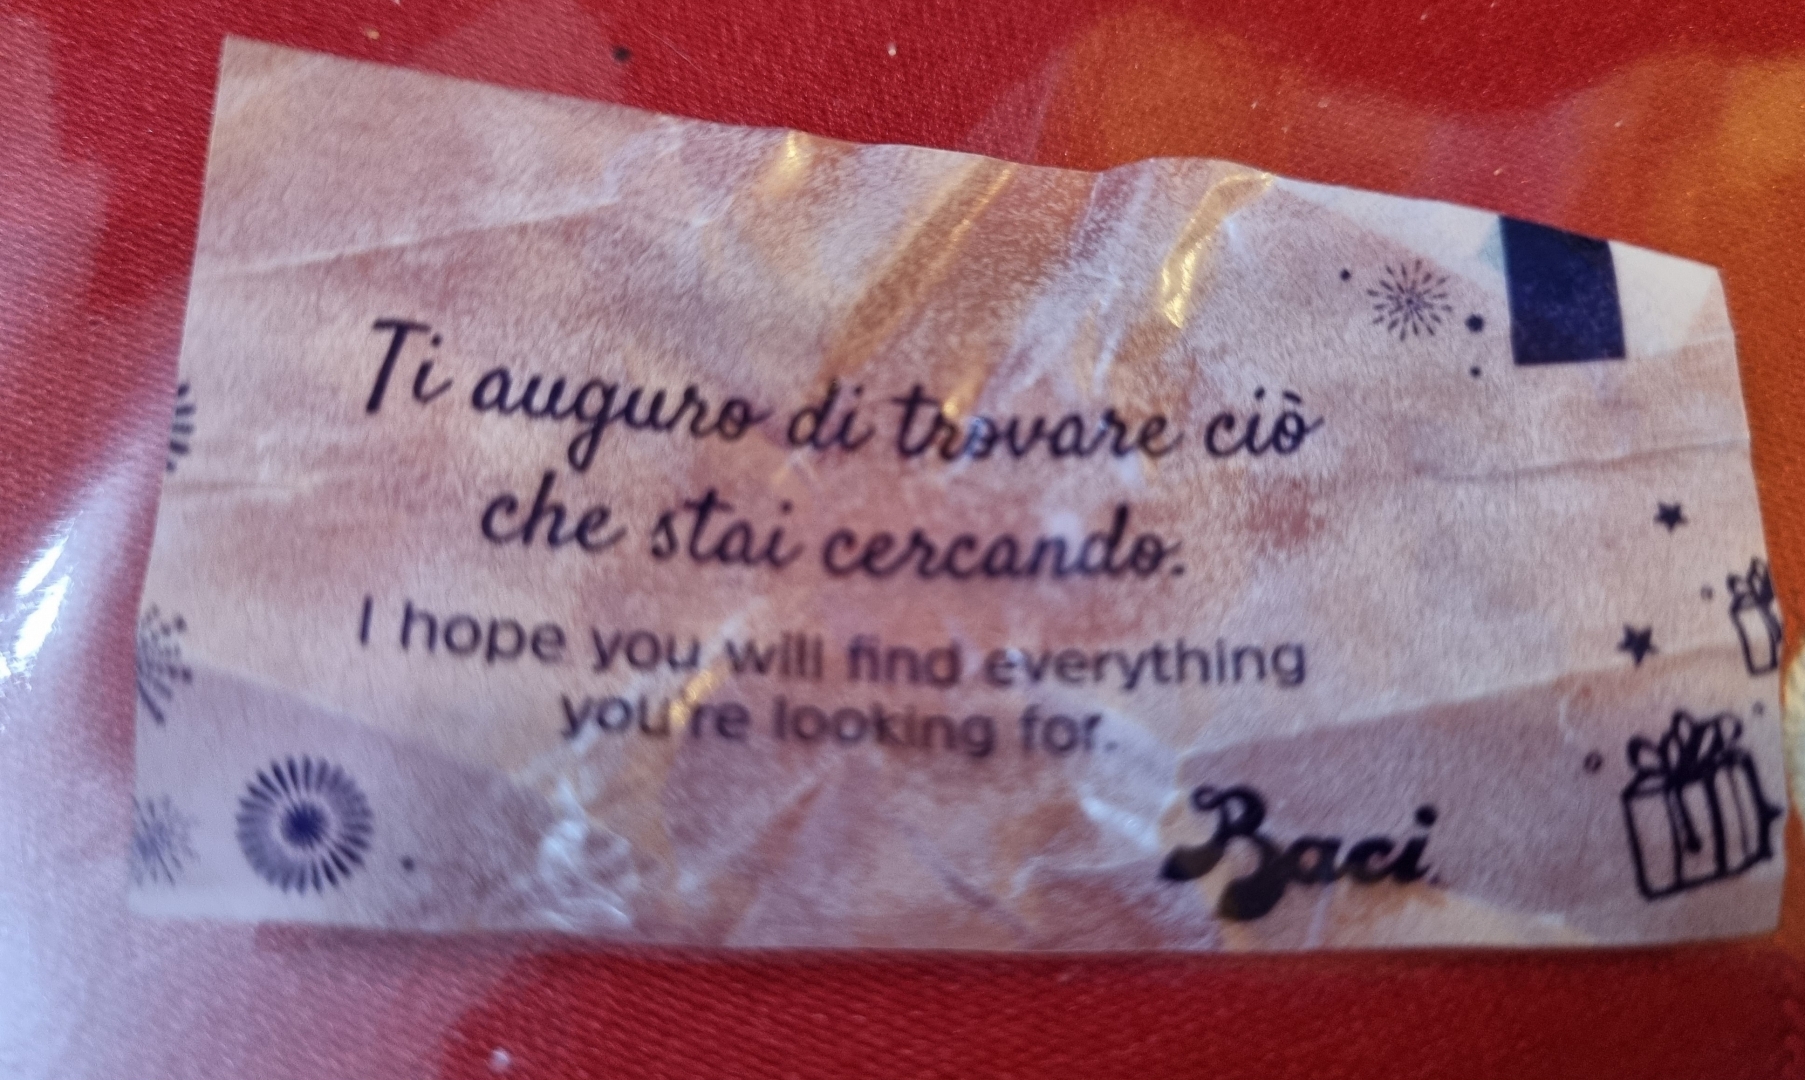 Ti auguro di trovare ciò
che stai cercando.
I hope you will find everything
you're looking for.
Baci